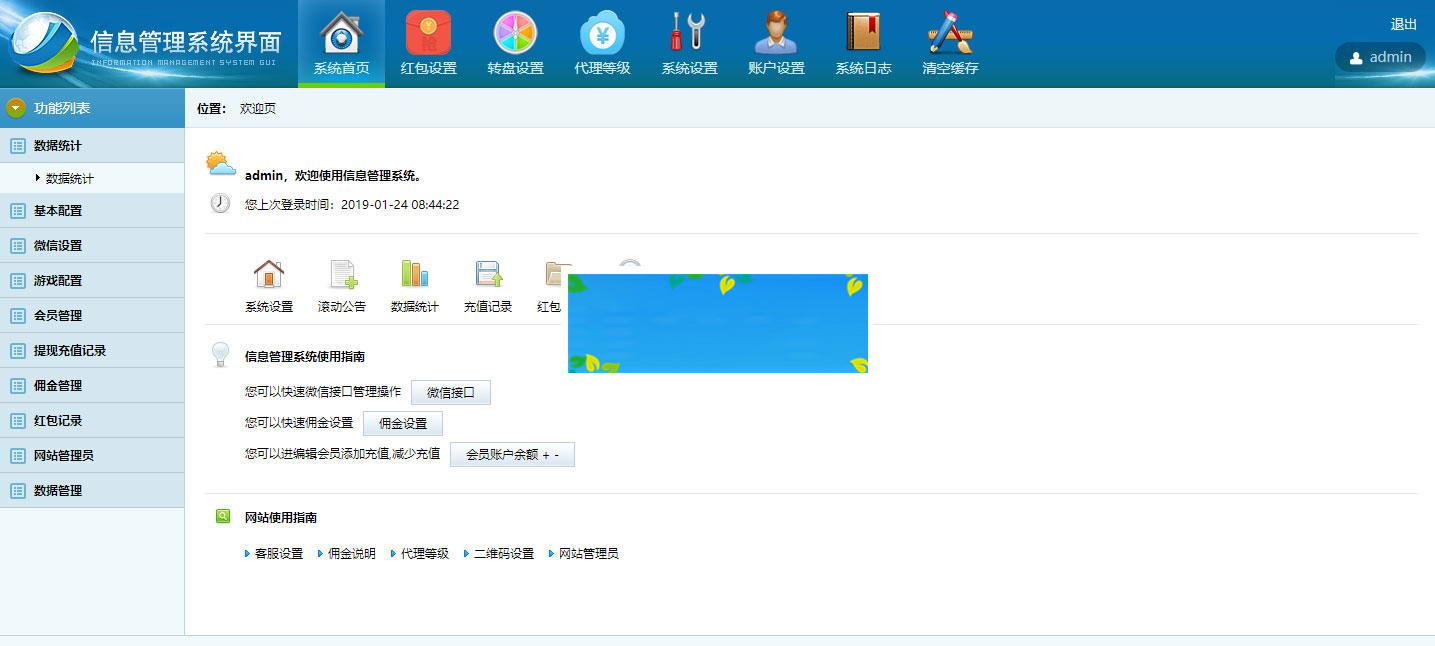 信息管理系统界面
INFORMATION MANAGEMENT SYSTEM GUI
系统首页 红包设置 转盘设置 代理等级 系统设置 账户设置 系统日志 清空缓存
退出
admin
功能列表
位置： 欢迎页
数据统计
数据统计
基本配置
微信设置
游戏配置
会员管理
提现充值记录
佣金管理
红包记录
网站管理员
数据管理
admin，欢迎使用信息管理系统。
您上次登录时间：2019-01-24 08:44:22
系统设置 滚动公告 数据统计 充值记录 红包
信息管理系统使用指南
您可以快速微信接口管理操作 微信接口
您可以快速佣金设置 佣金设置
您可以进编辑会员添加充值,减少充值 会员账户余额 + -
网站使用指南
客服设置 佣金说明 代理等级 二维码设置 网站管理员